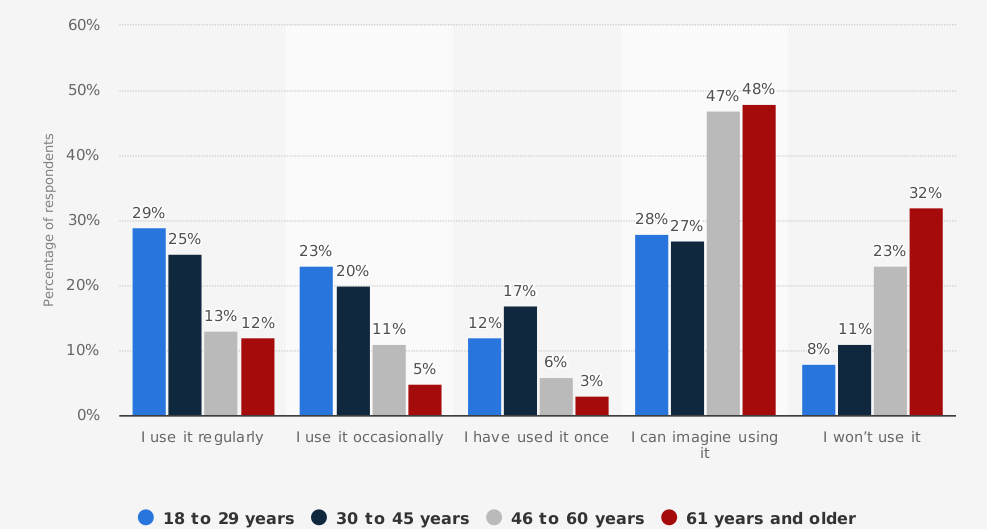 60%
50%
40%
30%
20%
10%
0%
Percentage of respondents
29%
25%
13%
12%
23%
20%
11%
5%
12%
17%
6%
3%
28%
27%
47%
48%
8%
11%
23%
32%
I use it regularly
I use it occasionally
I have used it once
I can imagine using
it
I won’t use it
18 to 29 years
30 to 45 years
46 to 60 years
61 years and older